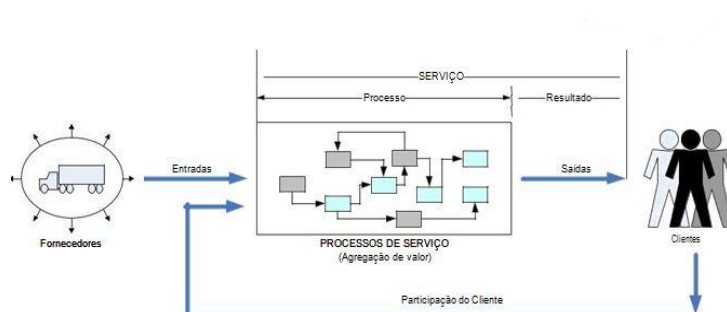 SERVIÇO
Processo
Resultado
Entradas
Saídas
Fornecedores
PROCESSOS DE SERVIÇO
(Agregação de valor)
Clientes
Participação do Cliente